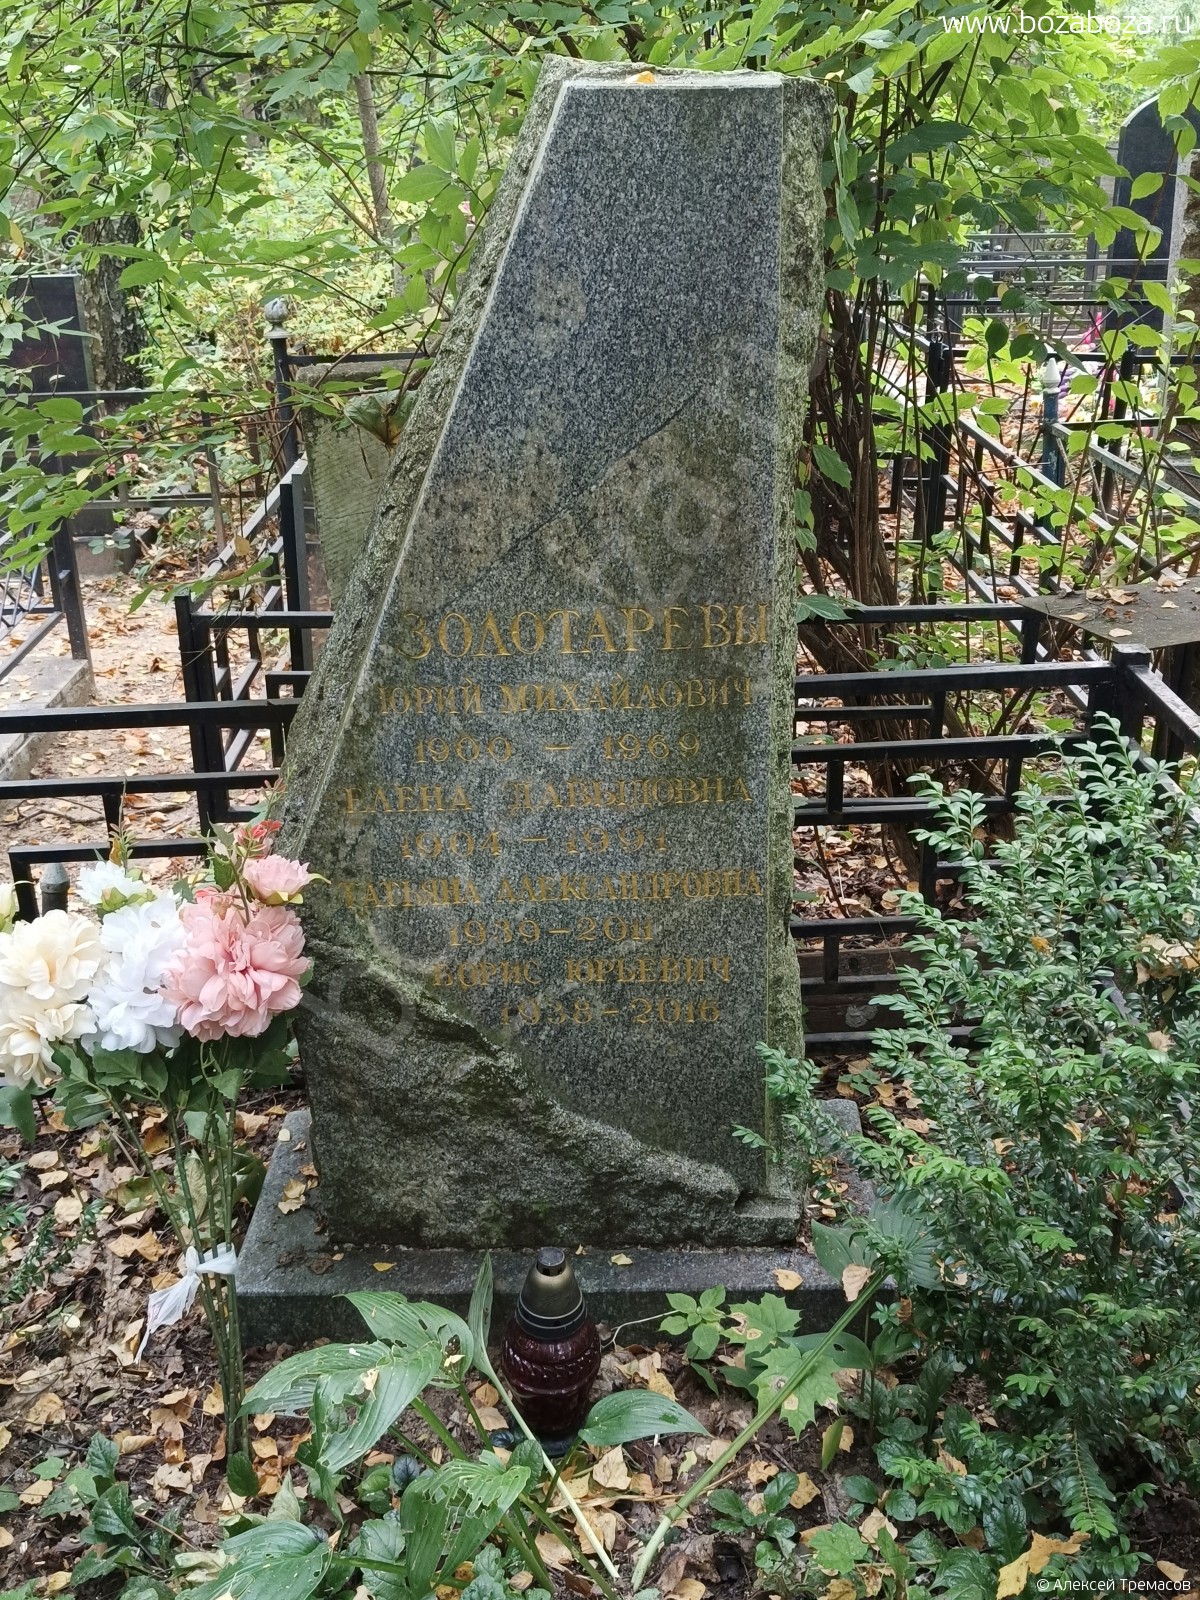 www.bozaboza.ru
ЗОЛОТАРЕВЫ
ЮРИЙ МИХАЙЛОВИЧ
1900 — 1969
ЕЛЕНА ДАВЫДОВНА
1904 — 1991
ТАТЬЯНА АЛЕКСАНДРОВНА
1939 - 2011
БОРИС ЮРЬЕВИЧ
1938 - 2016
© Алексей Тремасов